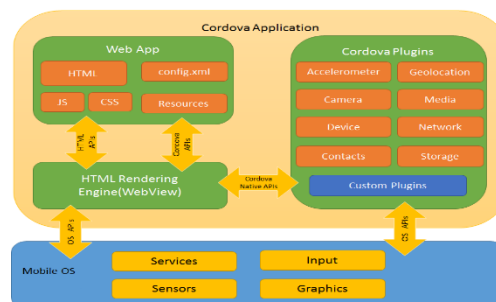 Cordova Application
Web App
HTML
config.xml
JS
CSS
Resources
HTML
APIs
Cordova
APIs
HTML Rendering
Engine(WebView)
Cordova
Native APIs
Cordova Plugins
Accelerometer
Geolocation
Camera
Media
Device
Network
Contacts
Storage
Custom Plugins
OS APIs
OS APIs
Mobile OS
Services
Input
Sensors
Graphics